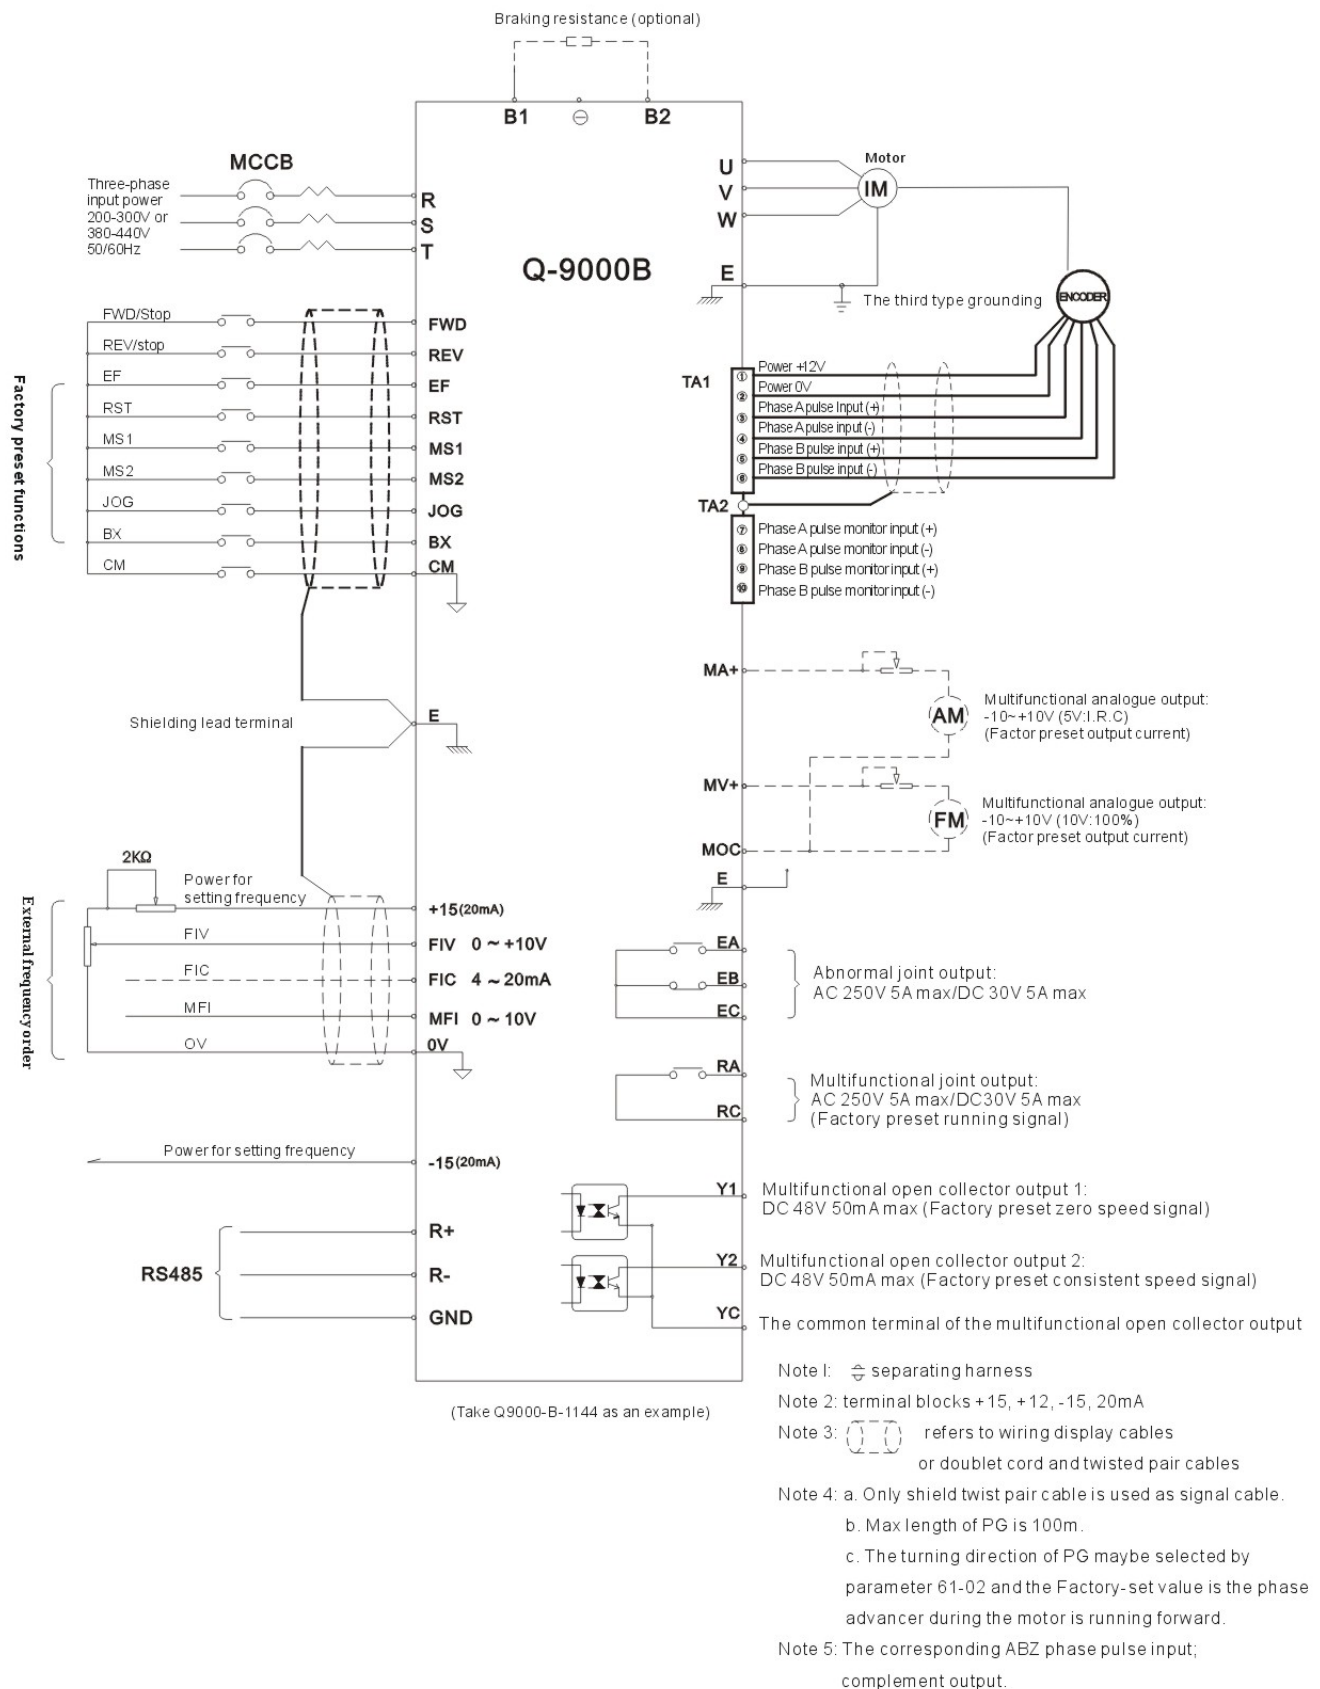 Braking resistance (optional)
B1
⊖
B2
MCCB
Three-phase
input power
200-300V or
380-440V
50/60Hz
R
S
T
Q-9000B
U
V
W
E
Motor
IM
The third type grounding
ENCODER
Factory preset functions
FWD/Stop
REV/stop
EF
RST
MS1
MS2
JOG
BX
CM
FWD
REV
EF
RST
MS1
MS2
JOG
BX
CM
TA1
① Power +12V
② Power 0V
③ Phase A pulse Input (+)
④ Phase A pulse input (-)
⑤ Phase B pulse input (+)
⑥ Phase B pulse input (-)
TA2
⑦ Phase A pulse monitor input (+)
⑧ Phase A pulse monitor input (-)
⑨ Phase B pulse monitor input (+)
⑩ Phase B pulse monitor input (-)
Shielding lead terminal
E
MA+
AM
Multifunctional analogue output:
-10~+10V (5V:I.R.C)
(Factor preset output current)
MV+
FM
Multifunctional analogue output:
-10~+10V (10V:100%)
(Factor preset output current)
MOC
E
External frequency order
2KΩ
Power for
setting frequency
FIV
FIC
MFI
OV
+15(20mA)
FIV 0 ~ +10V
FIC 4 ~ 20mA
MFI 0 ~ 10V
0V
EA
EB
EC
Abnormal joint output:
AC 250V 5A max/DC 30V 5A max
RA
RC
Multifunctional joint output:
AC 250V 5A max/DC30V 5A max
(Factory preset running signal)
Power for setting frequency
-15(20mA)
RS485
R+
R-
GND
Y1
Multifunctional open collector output 1:
DC 48V 50mA max (Factory preset zero speed signal)
Y2
Multifunctional open collector output 2:
DC 48V 50mA max (Factory preset consistent speed signal)
YC
The common terminal of the multifunctional open collector output
(Take Q9000-B-1144 as an example)
Note I: separating harness
Note 2: terminal blocks +15, +12, -15, 20mA
Note 3: refers to wiring display cables
or doublet cord and twisted pair cables
Note 4: a. Only shield twist pair cable is used as signal cable.
b. Max length of PG is 100m.
c. The turning direction of PG maybe selected by
parameter 61-02 and the Factory-set value is the phase
advancer during the motor is running forward.
Note 5: The corresponding ABZ phase pulse input;
complement output.